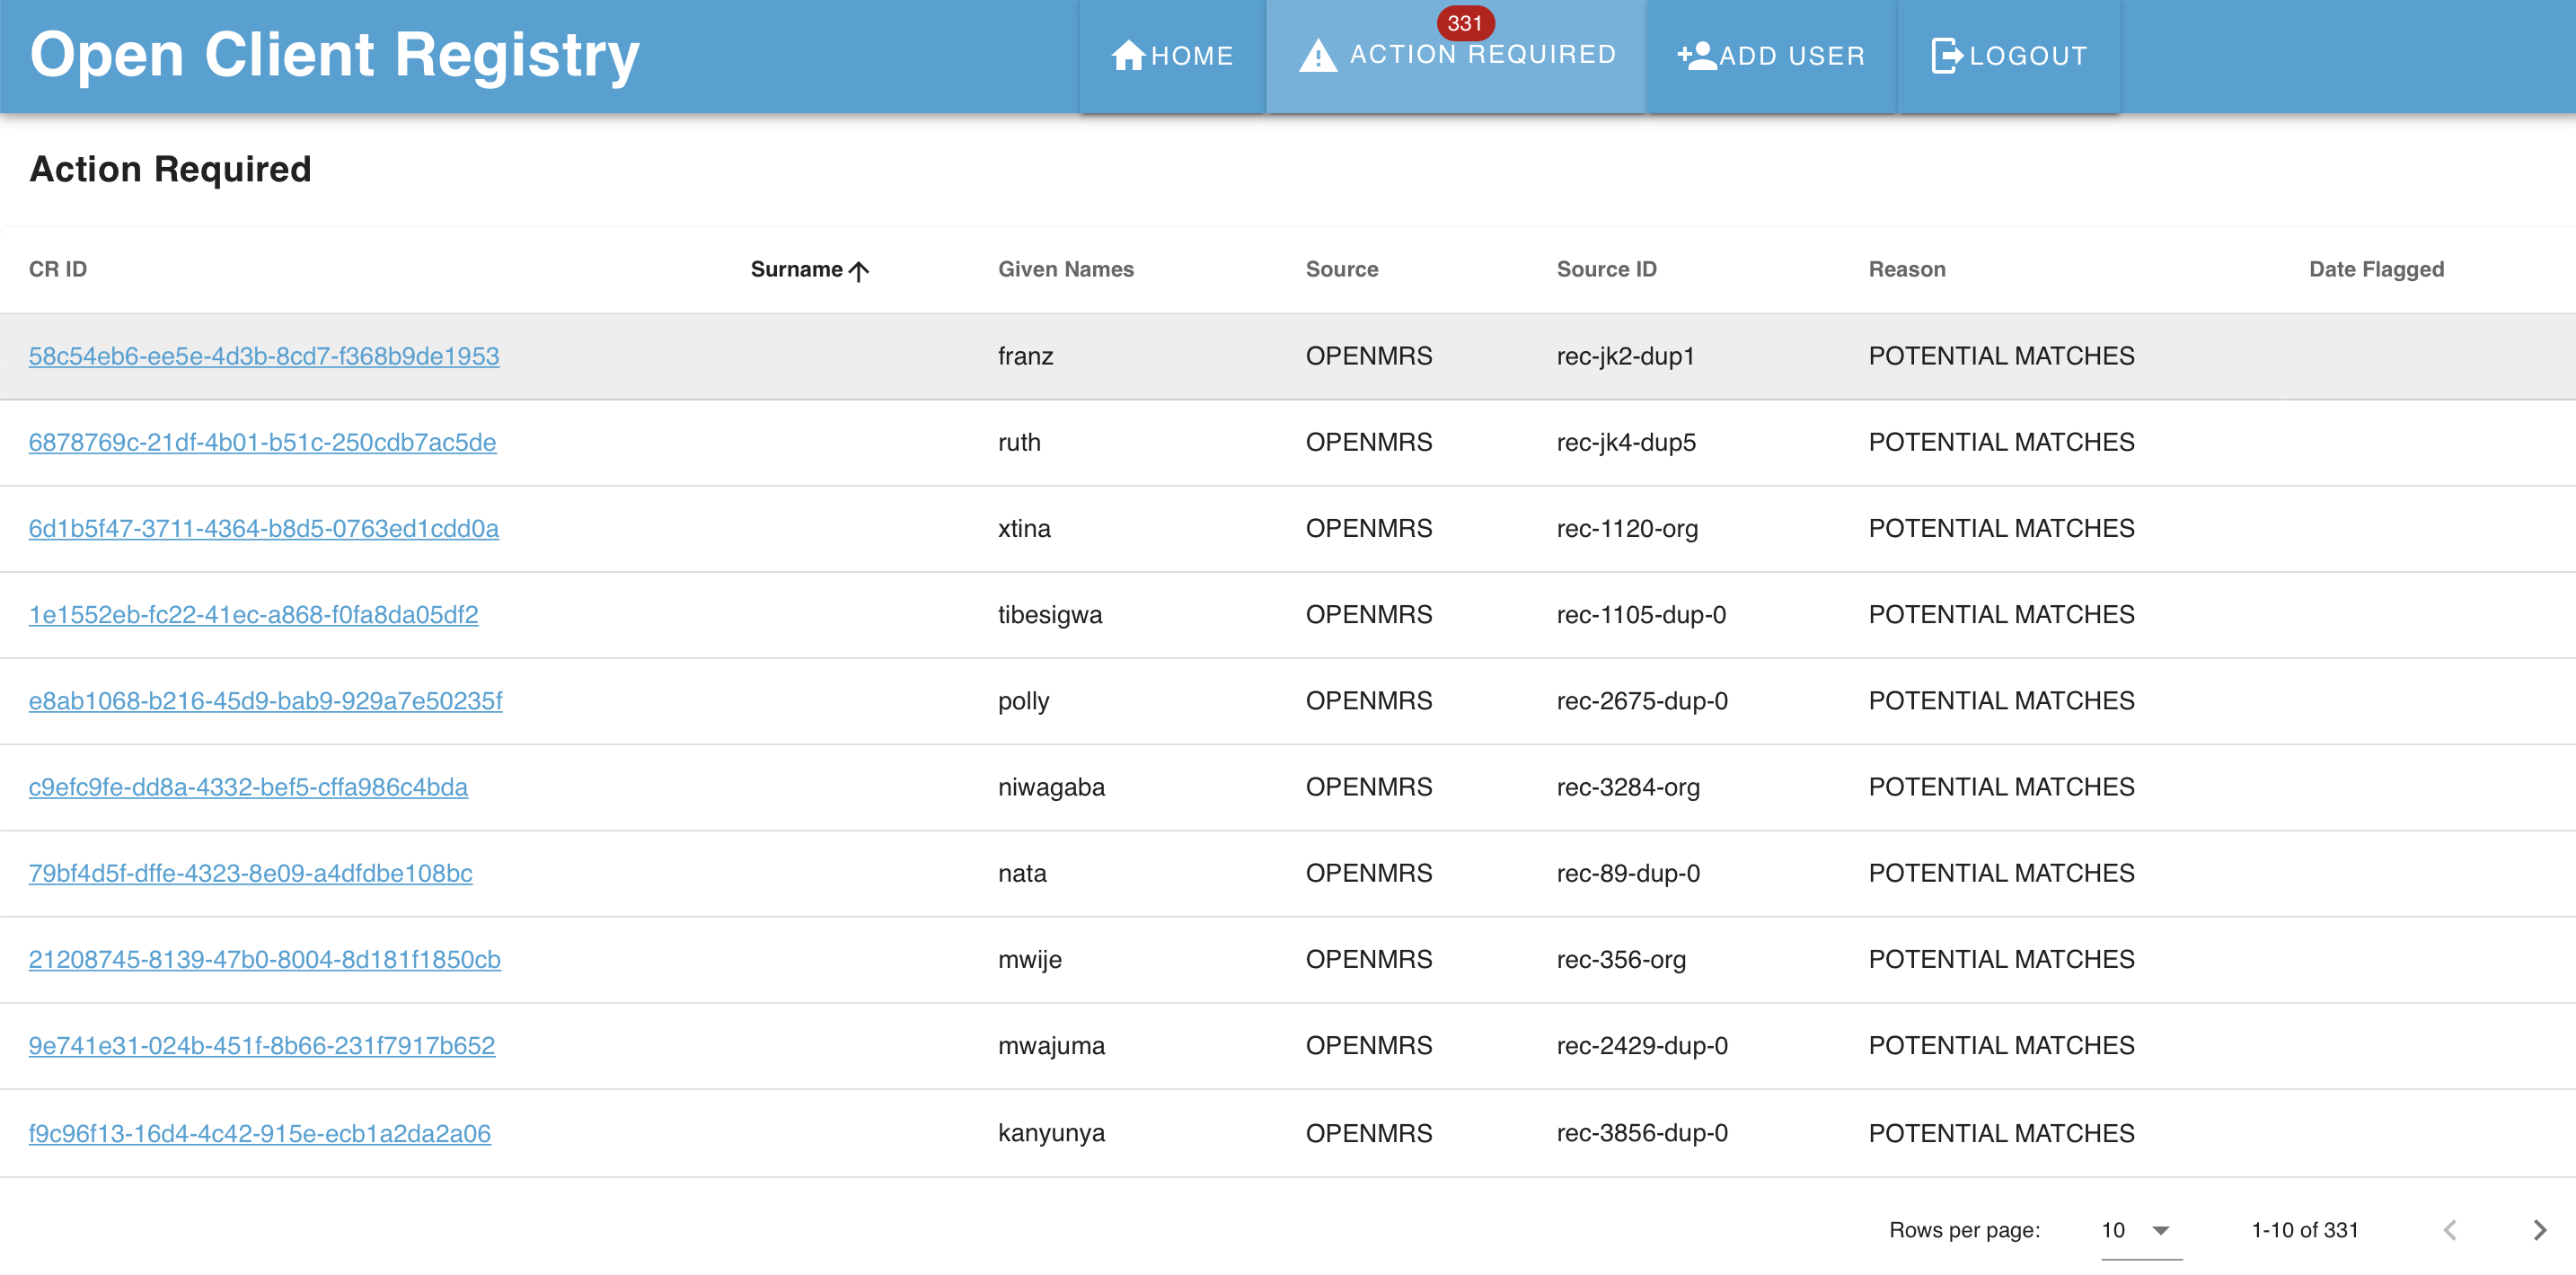 Open Client Registry HOME 331 ACTION REQUIRED ADD USER LOGOUT
Action Required
CR ID Surname Given Names Source Source ID Reason Date Flagged
58c54eb6-ee5e-4d3b-8cd7-f368b9de1953 franz OPENMRS rec-jk2-dup1 POTENTIAL MATCHES
6878769c-21df-4b01-b51c-250cdb7ac5de ruth OPENMRS rec-jk4-dup5 POTENTIAL MATCHES
6d1b5f47-3711-4364-b8d5-0763ed1cdd0a xtina OPENMRS rec-1120-org POTENTIAL MATCHES
1e1552eb-fc22-41ec-a868-f0fa8da05df2 tibesigwa OPENMRS rec-1105-dup-0 POTENTIAL MATCHES
e8ab1068-b216-45d9-bab9-929a7e50235f polly OPENMRS rec-2675-dup-0 POTENTIAL MATCHES
c9efc9fe-dd8a-4332-bef5-cffa986c4bda niwagaba OPENMRS rec-3284-org POTENTIAL MATCHES
79bf4d5f-dffe-4323-8e09-a4dfdbe108bc nata OPENMRS rec-89-dup-0 POTENTIAL MATCHES
21208745-8139-47b0-8004-8d181f1850cb mwije OPENMRS rec-356-org POTENTIAL MATCHES
9e741e31-024b-451f-8b66-231f7917b652 mwajuma OPENMRS rec-2429-dup-0 POTENTIAL MATCHES
f9c96f13-16d4-4c42-915e-ecb1a2da2a06 kanyunya OPENMRS rec-3856-dup-0 POTENTIAL MATCHES
Rows per page: 10 1-10 of 331